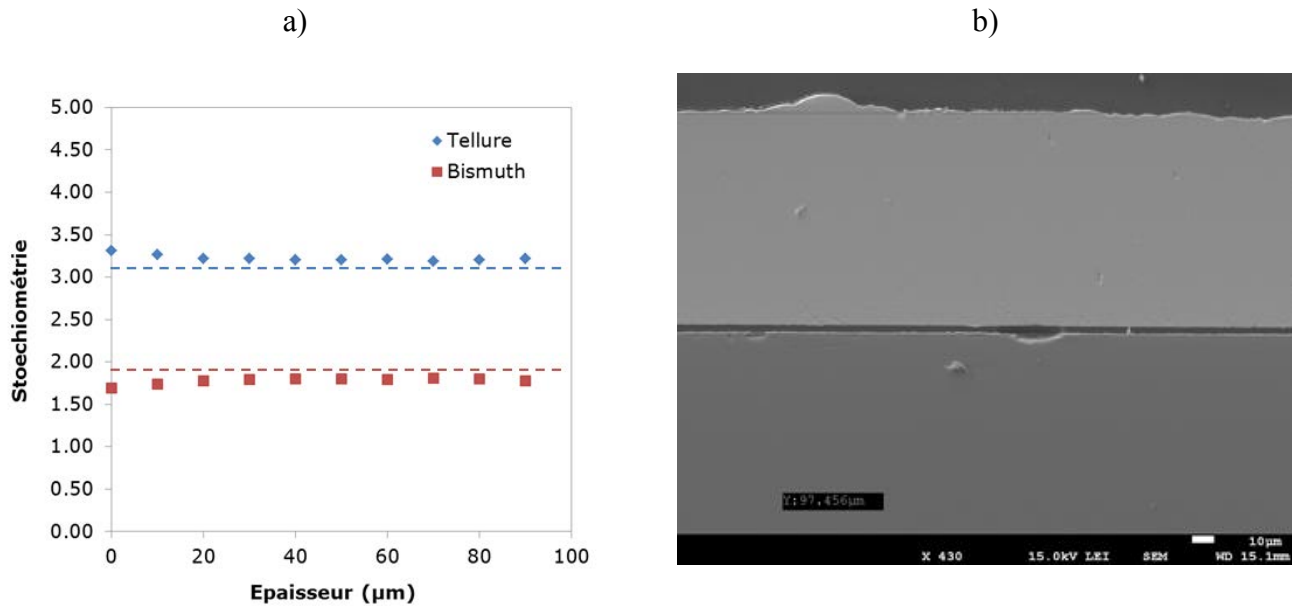 a)
b)
5.00
4.50
4.00
3.50
3.00
2.50
2.00
1.50
1.00
0.50
0.00
Stoechiométrie
Tellure
Bismuth
0
20
40
60
80
100
Epaisseur (µm)
Y:97.456µm
10µm
X 430 15.0kV LEI SEM WD 15.1mm